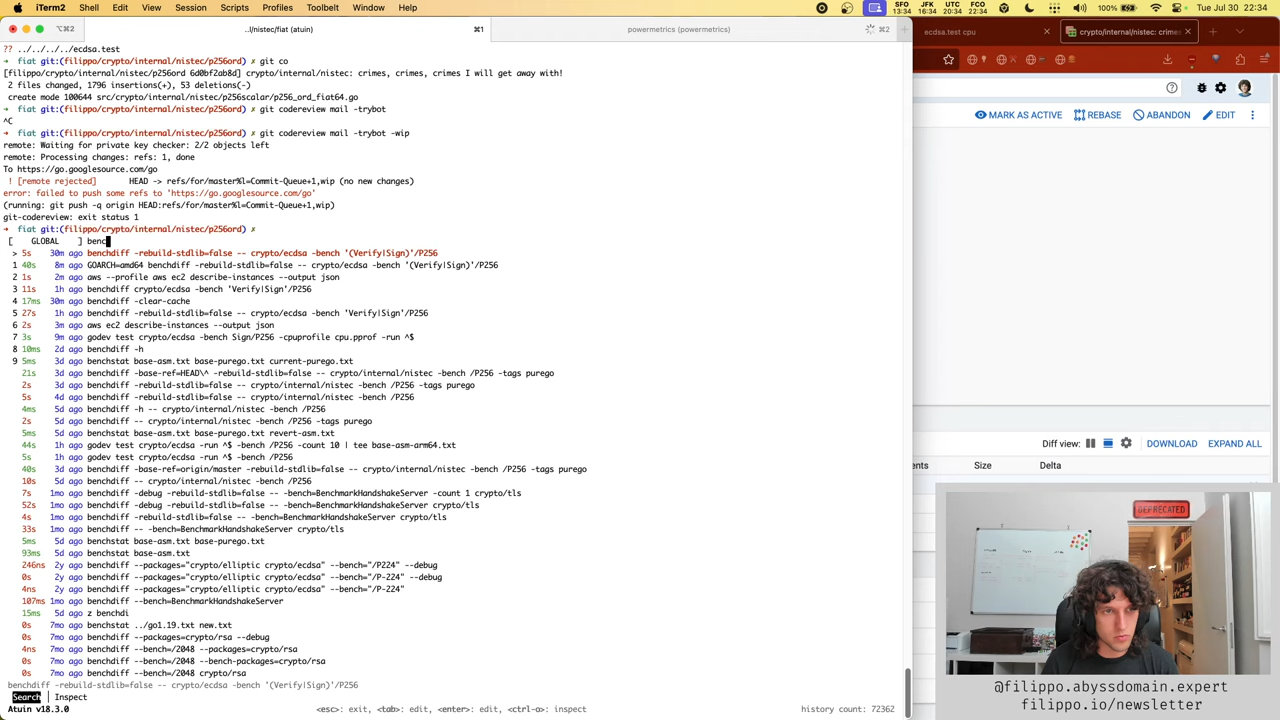 iTerm2 Shell Edit View Session Scripts Profiles Toolbelt Window Help
SFO 13:34 JFK 16:34 UTC 20:34 FCO 22:34
100% Tue Jul 30 22:34
⌥⌘2 ..l/nistec/fiat (atuin) ⌘1 powermetrics (powermetrics) ⌘2
ecdsa.test cpu
crypto/internal/nistec: crimes
?? ../../../../ecdsa.test
➜ fiat git:(filippo/crypto/internal/nistec/p256ord) ✗ git co
[filippo/crypto/internal/nistec/p256ord 6d0bf2ab8d] crypto/internal/nistec: crimes, crimes, crimes I will get away with!
2 files changed, 1796 insertions(+), 53 deletions(-)
create mode 100644 src/crypto/internal/nistec/p256scalar/p256_ord_fiat64.go
➜ fiat git:(filippo/crypto/internal/nistec/p256ord) ✗ git codereview mail -trybot
^C
➜ fiat git:(filippo/crypto/internal/nistec/p256ord) ✗ git codereview mail -trybot -wip
remote: Waiting for private key checker: 2/2 objects left
remote: Processing changes: refs: 1, done
To https://go.googlesource.com/go
! [remote rejected] HEAD -> refs/for/master%l=Commit-Queue+1,wip (no new changes)
error: failed to push some refs to 'https://go.googlesource.com/go'
(running: git push -q origin HEAD:refs/for/master%l=Commit-Queue+1,wip)
git-codereview: exit status 1
➜ fiat git:(filippo/crypto/internal/nistec/p256ord) ✗
[ GLOBAL ] benc
> 5s 30m ago benchdiff -rebuild-stdlib=false -- crypto/ecdsa -bench '(Verify|Sign)'/P256
1 40s 8m ago GOARCH=amd64 benchdiff -rebuild-stdlib=false -- crypto/ecdsa -bench '(Verify|Sign)'/P256
2 1s 2m ago aws --profile aws ec2 describe-instances --output json
3 11s 1h ago benchdiff crypto/ecdsa -bench 'Verify|Sign'/P256
4 17ms 30m ago benchdiff -clear-cache
5 27s 1h ago benchdiff -rebuild-stdlib=false -- crypto/ecdsa -bench 'Verify|Sign'/P256
6 2s 3m ago aws ec2 describe-instances --output json
7 3s 9m ago godev test crypto/ecdsa -bench Sign/P256 -cpuprofile cpu.pprof -run ^$
8 10ms 2d ago benchdiff -h
9 5ms 3d ago benchstat base-asm.txt base-purego.txt current-purego.txt
21s 3d ago benchdiff -base-ref=HEAD\^ -rebuild-stdlib=false -- crypto/internal/nistec -bench /P256 -tags purego
2s 3d ago benchdiff -rebuild-stdlib=false -- crypto/internal/nistec -bench /P256 -tags purego
5s 4d ago benchdiff -rebuild-stdlib=false -- crypto/internal/nistec -bench /P256
4ms 5d ago benchdiff -h -- crypto/internal/nistec -bench /P256
2s 5d ago benchdiff -- crypto/internal/nistec -bench /P256 -tags purego
5ms 5d ago benchstat base-asm.txt base-purego.txt revert-asm.txt
44s 1h ago godev test crypto/ecdsa -run ^$ -bench /P256 -count 10 | tee base-asm-arm64.txt
5s 1h ago godev test crypto/ecdsa -run ^$ -bench /P256
40s 3d ago benchdiff -base-ref=origin/master -rebuild-stdlib=false -- crypto/internal/nistec -bench /P256 -tags purego
10s 5d ago benchdiff -- crypto/internal/nistec -bench /P256
7s 1mo ago benchdiff -debug -rebuild-stdlib=false -- -bench=BenchmarkHandshakeServer -count 1 crypto/tls
52s 1mo ago benchdiff -debug -rebuild-stdlib=false -- -bench=BenchmarkHandshakeServer crypto/tls
4s 1mo ago benchdiff -rebuild-stdlib=false -- -bench=BenchmarkHandshakeServer crypto/tls
33s 1mo ago benchdiff -- -bench=BenchmarkHandshakeServer crypto/tls
5ms 5d ago benchstat base-asm.txt base-purego.txt
93ms 5d ago benchstat base-asm.txt
246ns 2y ago benchdiff --packages="crypto/elliptic crypto/ecdsa" --bench="/P224" --debug
0s 2y ago benchdiff --packages="crypto/elliptic crypto/ecdsa" --bench="/P-224" --debug
4ns 2y ago benchdiff --packages="crypto/elliptic crypto/ecdsa" --bench="/P-224"
107ms 1mo ago benchdiff --bench=BenchmarkHandshakeServer
15ms 5d ago z benchdi
0s 7mo ago benchstat ../go1.19.txt new.txt
0s 7mo ago benchdiff --packages=crypto/rsa --debug
4ns 7mo ago benchdiff --bench=/2048 --packages=crypto/rsa
0s 7mo ago benchdiff --bench=/2048 --bench-packages=crypto/rsa
0s 7mo ago benchdiff --bench=/2048 crypto/rsa
benchdiff -rebuild-stdlib=false -- crypto/ecdsa -bench '(Verify|Sign)'/P256
Search | Inspect
Atuin v18.3.0 <esc>: exit, <tab>: edit, <enter>: edit, <ctrl-o>: inspect history count: 72362
MARK AS ACTIVE REBASE ABANDON EDIT
Diff view: DOWNLOAD EXPAND ALL
ents Size Delta
DEPRECATED
@filippo.abyssdomain.expert
filippo.io/newsletter